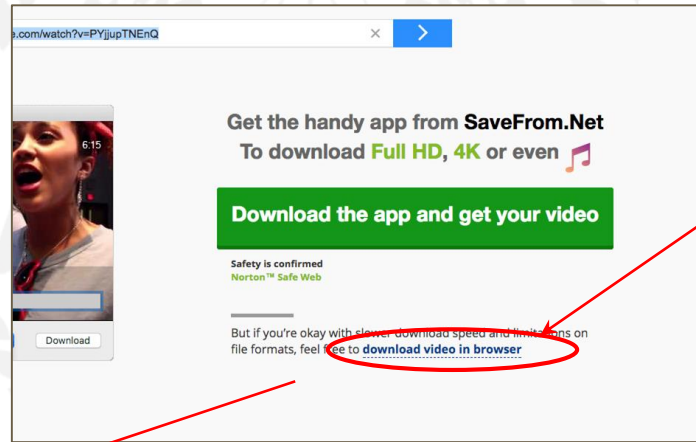 e.com/watch?v=PYjjupTNEnQ
6:15
Get the handy app from SaveFrom.Net
To download Full HD, 4K or even
Download the app and get your video
Safety is confirmed
Norton™ Safe Web
Download
But if you're okay with slower download speed and limitations on
file formats, feel free to download video in browser